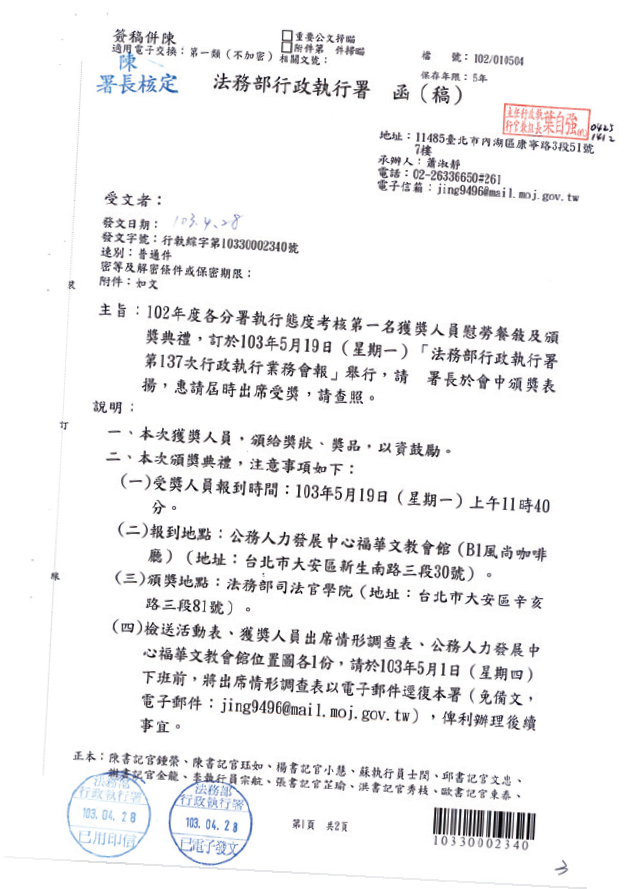 簽稿併陳
□重要公文掃瞄
□附件第　件掃瞄
適用電子交換：第一類（不加密）相關文號：
檔　　號：102/010504
保存年限：5年
陳
署長核定
法務部行政執行署　函（稿）
主任行政執
行官兼組長葉自強
0425
1412
地址：11485臺北市內湖區康寧路3段51號
7樓
承辦人：蕭淑靜
電話：02-26336650#261
電子信箱：jing9496@mail.moj.gov.tw
受文者：
發文日期：103.4.28
發文字號：行執綜字第10330002340號
速別：普通件
密等及解密條件或保密期限：
附件：如文
裝
主旨：102年度各分署執行態度考核第一名獲獎人員慰勞餐敘及頒
獎典禮，訂於103年5月19日（星期一）「法務部行政執行署
第137次行政執行業務會報」舉行，請　署長於會中頒獎表
揚，惠請屆時出席受獎，請查照。
說明：
訂
一、本次獲獎人員，頒給獎狀、獎品，以資鼓勵。
二、本次頒獎典禮，注意事項如下：
(一)受獎人員報到時間：103年5月19日（星期一）上午11時40
分。
(二)報到地點：公務人力發展中心福華文教會館（B1風尚咖啡
廳）（地址：台北市大安區新生南路三段30號）。
線
(三)頒獎地點：法務部司法官學院（地址：台北市大安區辛亥
路三段81號）。
(四)檢送活動表、獲獎人員出席情形調查表、公務人力發展中
心福華文教會館位置圖各1份，請於103年5月1日（星期四）
下班前，將出席情形調查表以電子郵件逕復本署（免備文，
電子郵件：jing9496@mail.moj.gov.tw），俾利辦理後續
事宜。
正本：陳書記官鍾榮、陳書記官珏如、楊書記官小慧、蘇執行員士閔、邱書記官文忠、
謝書記官金龍、李執行員宗航、張書記官芷瑜、洪書記官秀枝、歐書記官東泰、
法務部
行政執行署
103.04.28
已用印信
法務部
行政執行署
103.04.28
已電子發文
第1頁　共2頁
10330002340